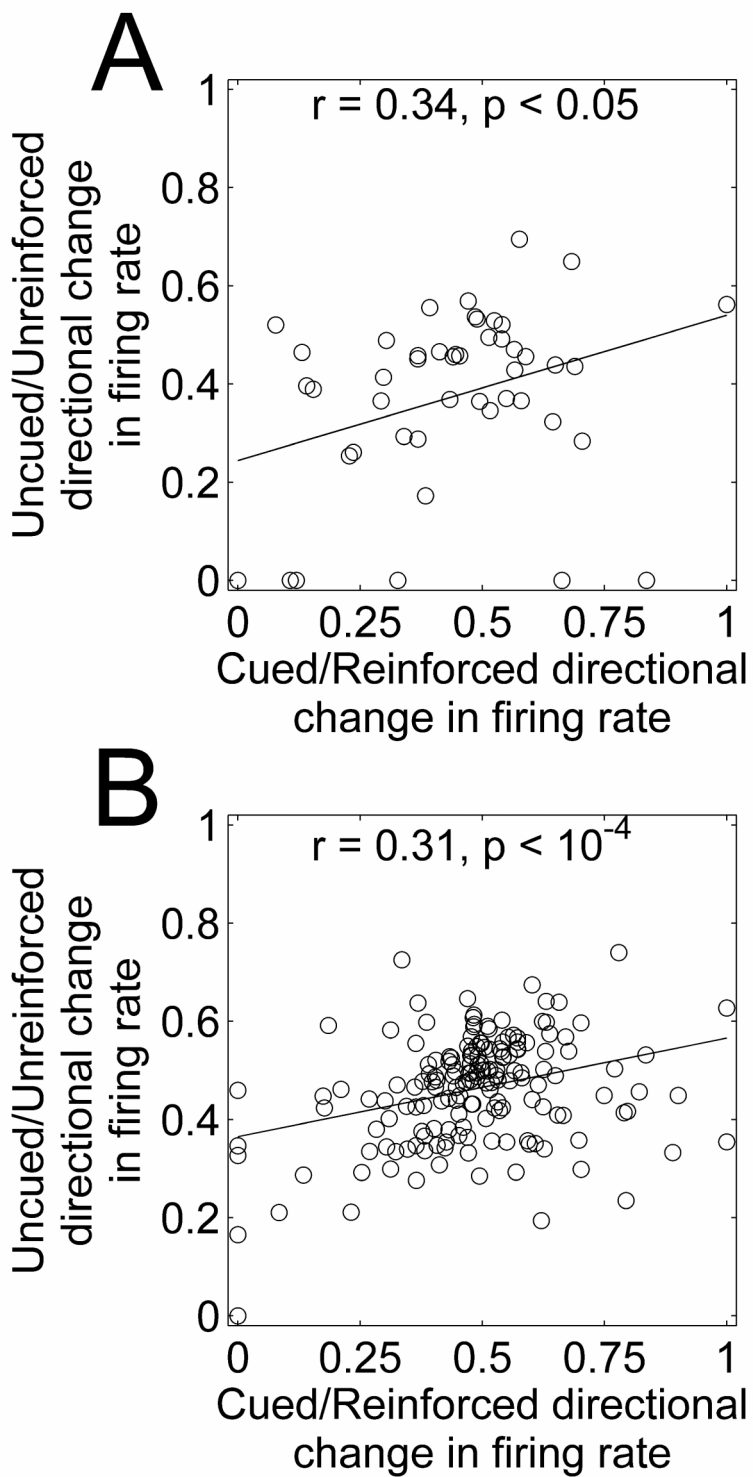 A
r = 0.34, p < 0.05
Uncued/Unreinforced
directional change
in firing rate
1
0.8
0.6
0.4
0.2
0
0 0.25 0.5 0.75 1
Cued/Reinforced directional
change in firing rate
B
r = 0.31, p < 10⁻⁴
Uncued/Unreinforced
directional change
in firing rate
1
0.8
0.6
0.4
0.2
0
0 0.25 0.5 0.75 1
Cued/Reinforced directional
change in firing rate